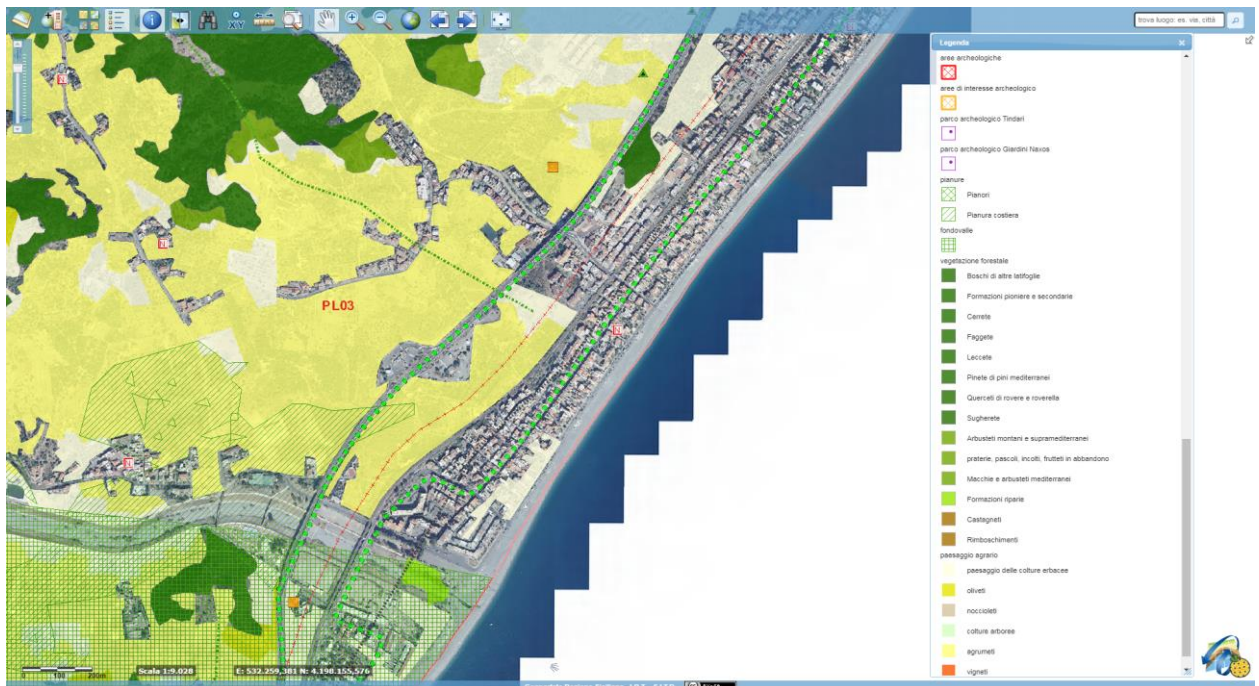 X,Y
trova luogo: es. vie, città
Legenda
aree archeologiche
aree di interesse archeologico
parco archeologico Tindari
parco archeologico Giardini Naxos
pianure
Pianori
Pianura costiera
fondovalle
vegetazione forestale
Boschi di altre latifoglie
Formazioni pioniere e secondarie
Cerrete
Faggete
Leccete
Pinete di pini mediterranei
Querceti di rovere e roverella
Sugherete
Arbusteti montani e supramediterranei
praterie, pascoli, incolti, frutteti in abbandono
Macchie e arbusteti mediterranei
Formazioni riparie
Castagneti
Rimboschimenti
paesaggio agrario
paesaggio delle colture erbacee
oliveti
noccioleti
colture arboree
agrumeti
vigneti
PL03
0 100 200m
Scala 1:9.028
E: 532.259,381 N: 4.198.155,576